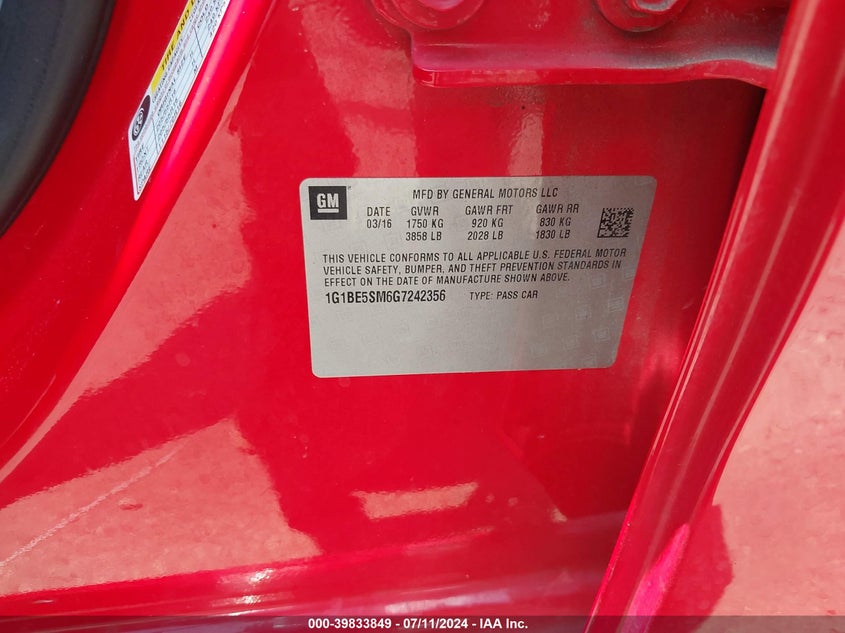 TIRE AND
GM
MFD BY GENERAL MOTORS LLC
DATE GVWR GAWR FRT GAWR RR
03/16 1750 KG 920 KG 830 KG
3858 LB 2028 LB 1830 LB
THIS VEHICLE CONFORMS TO ALL APPLICABLE U.S. FEDERAL MOTOR
VEHICLE SAFETY, BUMPER, AND THEFT PREVENTION STANDARDS IN
EFFECT ON THE DATE OF MANUFACTURE SHOWN ABOVE.
1G1BE5SM6G7242356 TYPE: PASS CAR
000-39833849 - 07/11/2024 - IAA Inc.